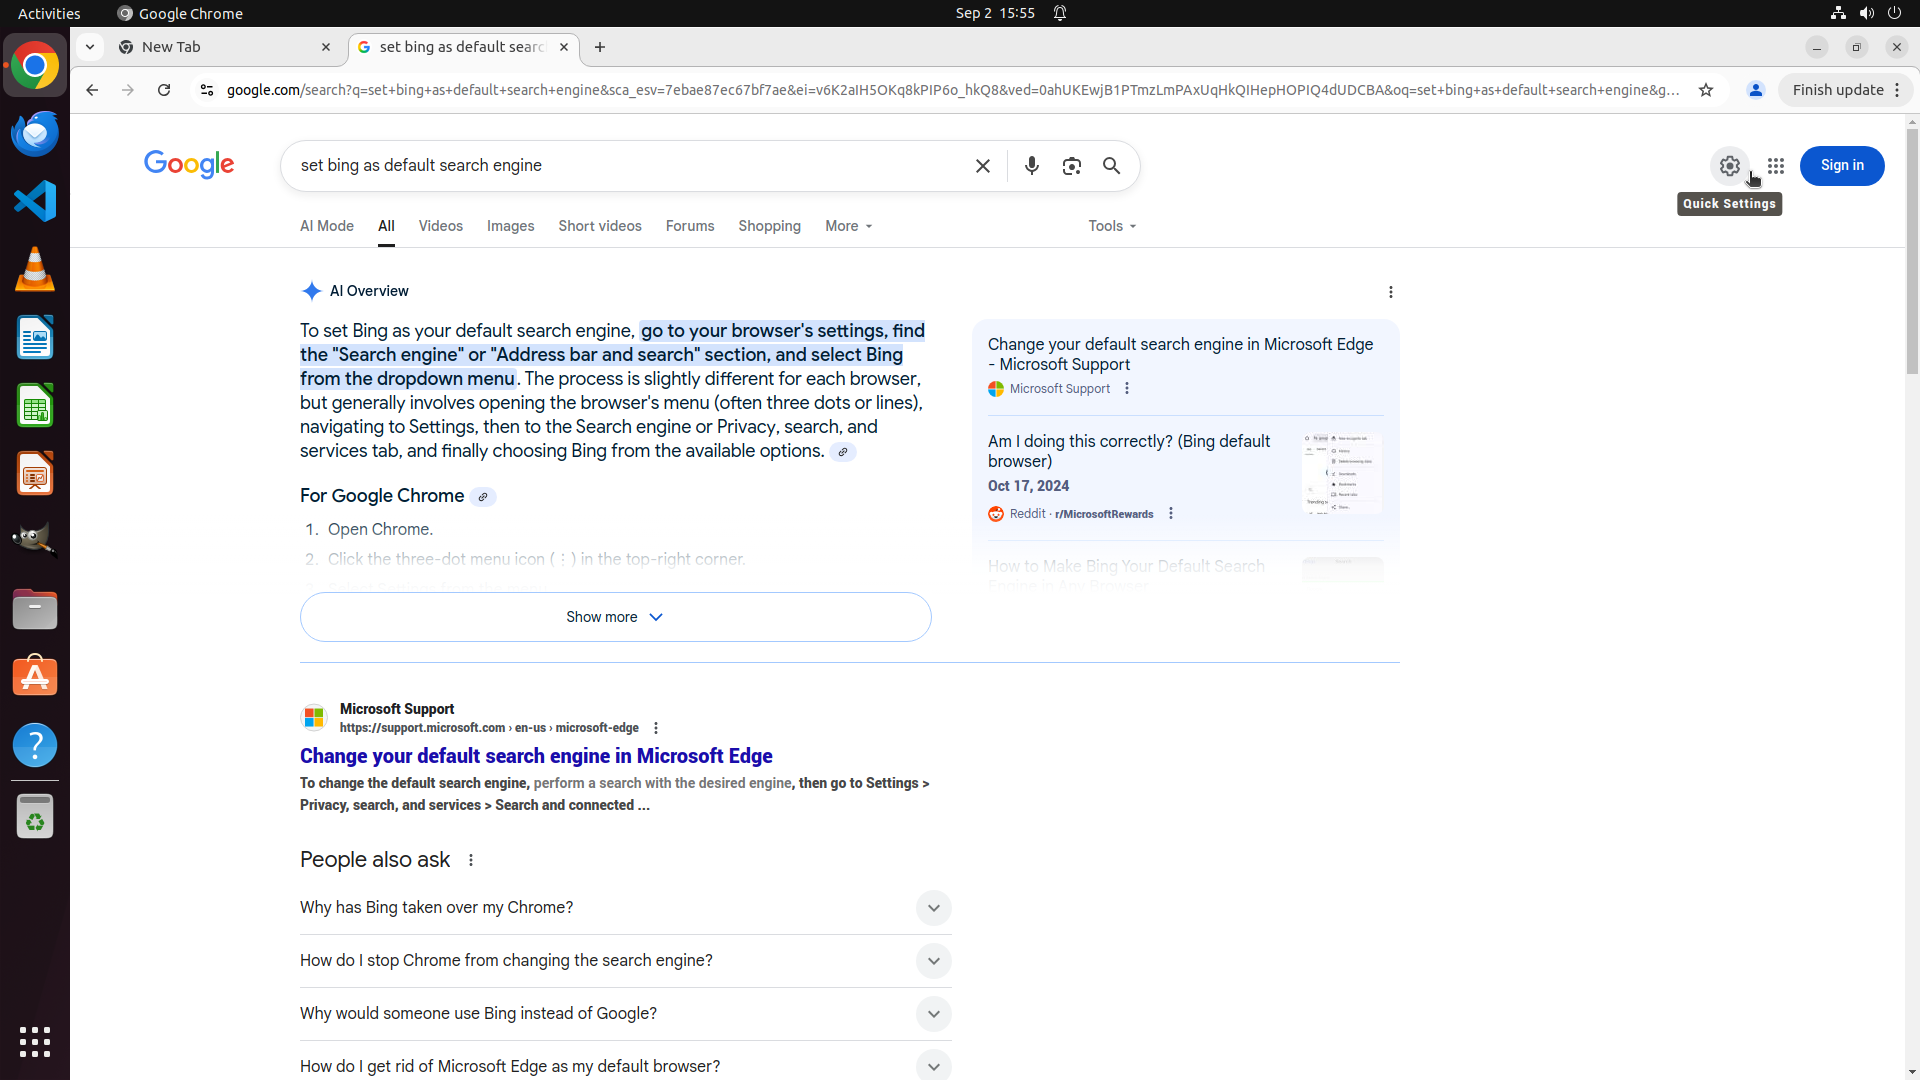 Activities
Google Chrome
Sep 2 15:55
New Tab
set bing as default searc
google.com/search?q=set+bing+as+default+search+engine&sca_esv=7ebae87ec67bf7ae&ei=v6K2aIH5OKq8kPIP6o_hkQ8&ved=0ahUKEwjB1PTmzLmPAxUqHkQIHepHOPIQ4dUDCBA&oq=set+bing+as+default+search+engine&g...
Finish update
Google
set bing as default search engine
Sign in
Quick Settings
AI Mode
All
Videos
Images
Short videos
Forums
Shopping
More
Tools
AI Overview
To set Bing as your default search engine, go to your browser's settings, find
the "Search engine" or "Address bar and search" section, and select Bing
from the dropdown menu. The process is slightly different for each browser,
but generally involves opening the browser's menu (often three dots or lines),
navigating to Settings, then to the Search engine or Privacy, search, and
services tab, and finally choosing Bing from the available options.
For Google Chrome
1. Open Chrome.
2. Click the three-dot menu icon (⋮) in the top-right corner.
Show more
Change your default search engine in Microsoft Edge
- Microsoft Support
Microsoft Support
Am I doing this correctly? (Bing default
browser)
Oct 17, 2024
Reddit · r/MicrosoftRewards
How to Make Bing Your Default Search
Engine in Any Browser
Microsoft Support
https://support.microsoft.com › en-us › microsoft-edge
Change your default search engine in Microsoft Edge
To change the default search engine, perform a search with the desired engine, then go to Settings >
Privacy, search, and services > Search and connected ...
People also ask
Why has Bing taken over my Chrome?
How do I stop Chrome from changing the search engine?
Why would someone use Bing instead of Google?
How do I get rid of Microsoft Edge as my default browser?